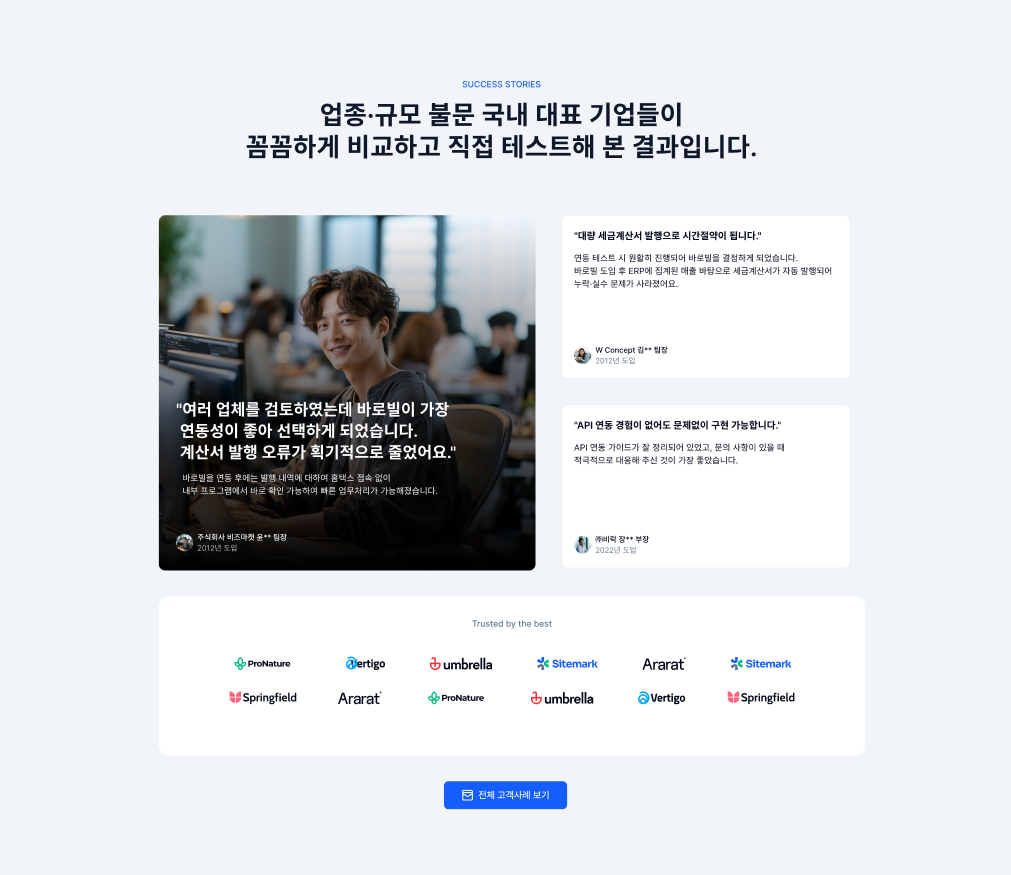 SUCCESS STORIES
업종·규모 불문 국내 대표 기업들이
꼼꼼하게 비교하고 직접 테스트해 본 결과입니다.
"여러 업체를 검토하였는데 바로빌이 가장
연동성이 좋아 선택하게 되었습니다.
계산서 발행 오류가 획기적으로 줄었어요."
바로빌을 연동 후에는 발행 내역에 대하여 홈택스 접속 없이
내부 프로그램에서 바로 확인 가능하여 빠른 업무처리가 가능해졌습니다.
주식회사 비즈마켓 윤** 팀장
2012년 도입
"대량 세금계산서 발행으로 시간절약이 됩니다."
연동 테스트 시 원활히 진행되어 바로빌을 결정하게 되었습니다.
바로빌 도입 후 ERP에 집계된 매출 바탕으로 세금계산서가 자동 발행되어
누락·실수 문제가 사라졌어요.
W Concept 김** 팀장
2012년 도입
"API 연동 경험이 없어도 문제없이 구현 가능합니다."
API 연동 가이드가 잘 정리되어 있었고, 문의 사항이 있을 때
적극적으로 대응해 주신 것이 가장 좋았습니다.
㈜비락 장** 부장
2022년 도입
Trusted by the best
ProNature Vertigo umbrella Sitemark Ararat Sitemark
Springfield Ararat ProNature umbrella Vertigo Springfield
전체 고객사례 보기